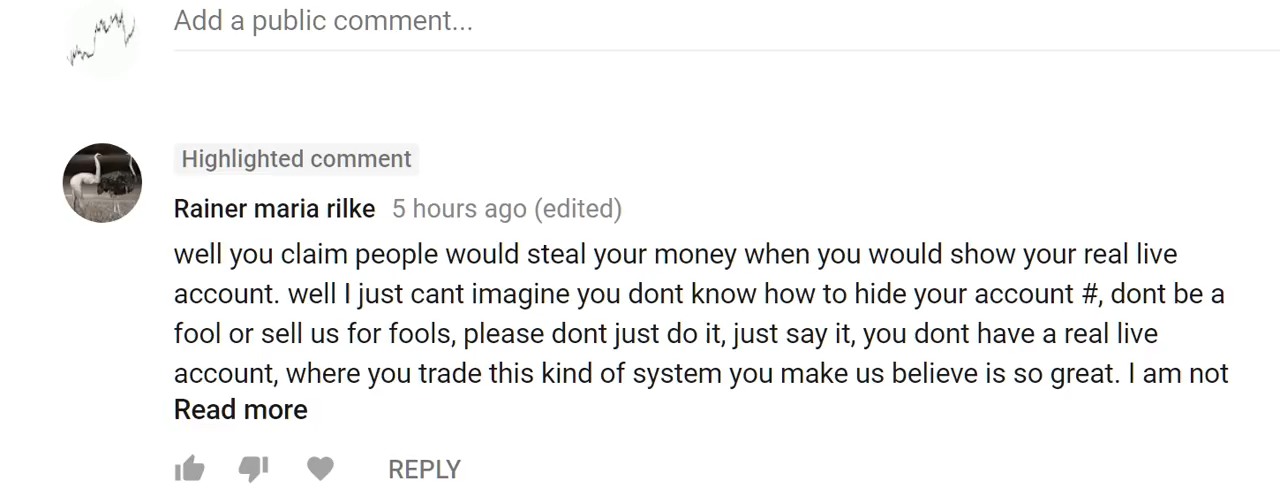 Add a public comment...
Highlighted comment
Rainer maria rilke 5 hours ago (edited)
well you claim people would steal your money when you would show your real live
account. well I just cant imagine you dont know how to hide your account #, dont be a
fool or sell us for fools, please dont just do it, just say it, you dont have a real live
account, where you trade this kind of system you make us believe is so great. I am not
Read more
REPLY